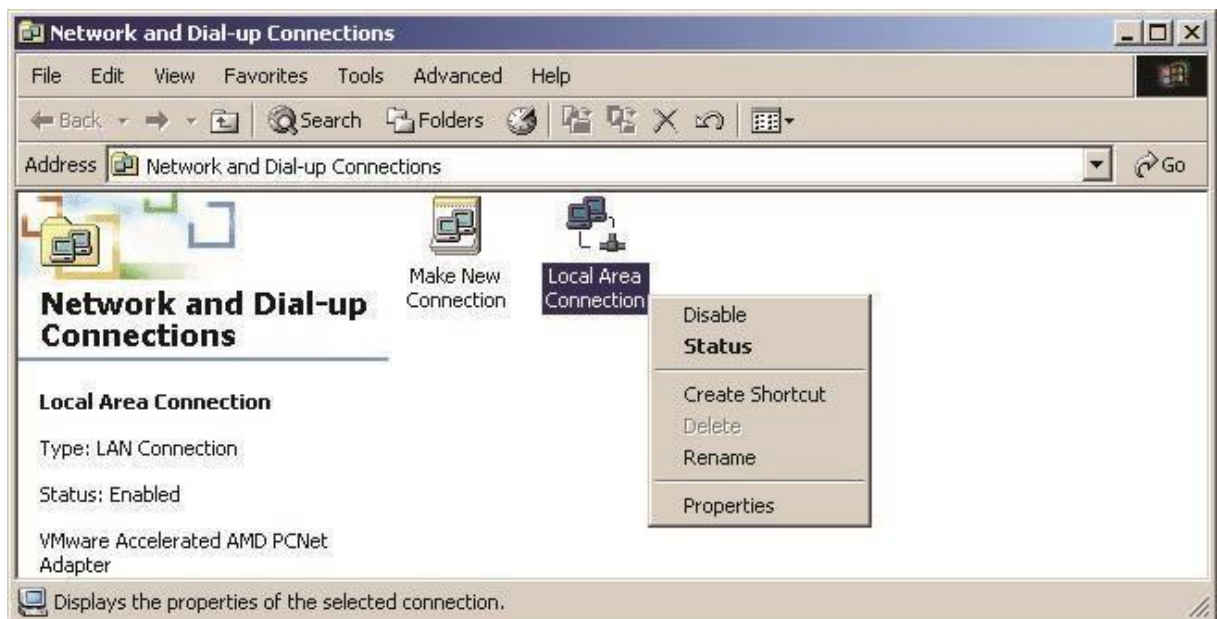 Network and Dial-up Connections
File Edit View Favorites Tools Advanced Help
Back Search Folders
Address Network and Dial-up Connections Go
Make New
Connection
Local Area
Connection
Network and Dial-up
Connections
Local Area Connection
Type: LAN Connection
Status: Enabled
VMware Accelerated AMD PCNet
Adapter
Disable
Status
Create Shortcut
Delete
Rename
Properties
Displays the properties of the selected connection.